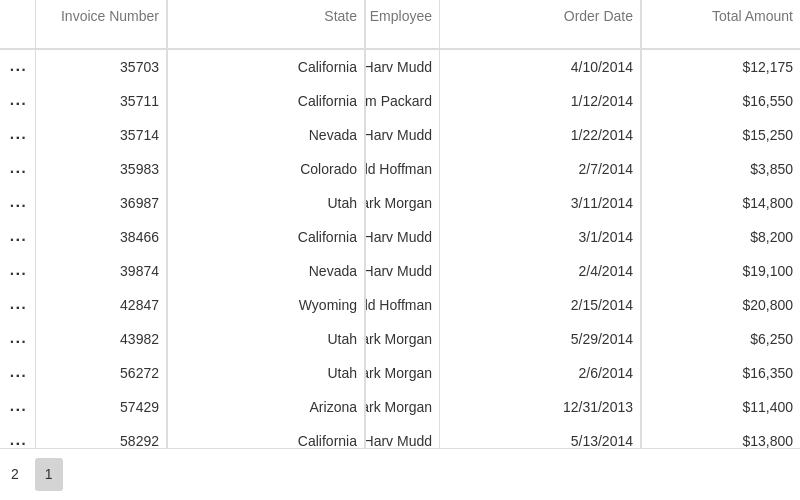 Invoice Number State Employee Order Date Total Amount
... 35703 California Harv Mudd 4/10/2014 $12,175
... 35711 California m Packard 1/12/2014 $16,550
... 35714 Nevada Harv Mudd 1/22/2014 $15,250
... 35983 Colorado ld Hoffman 2/7/2014 $3,850
... 36987 Utah ark Morgan 3/11/2014 $14,800
... 38466 California Harv Mudd 3/1/2014 $8,200
... 39874 Nevada Harv Mudd 2/4/2014 $19,100
... 42847 Wyoming ld Hoffman 2/15/2014 $20,800
... 43982 Utah ark Morgan 5/29/2014 $6,250
... 56272 Utah ark Morgan 2/6/2014 $16,350
... 57429 Arizona ark Morgan 12/31/2013 $11,400
... 58292 California Harv Mudd 5/13/2014 $13,800
2 1